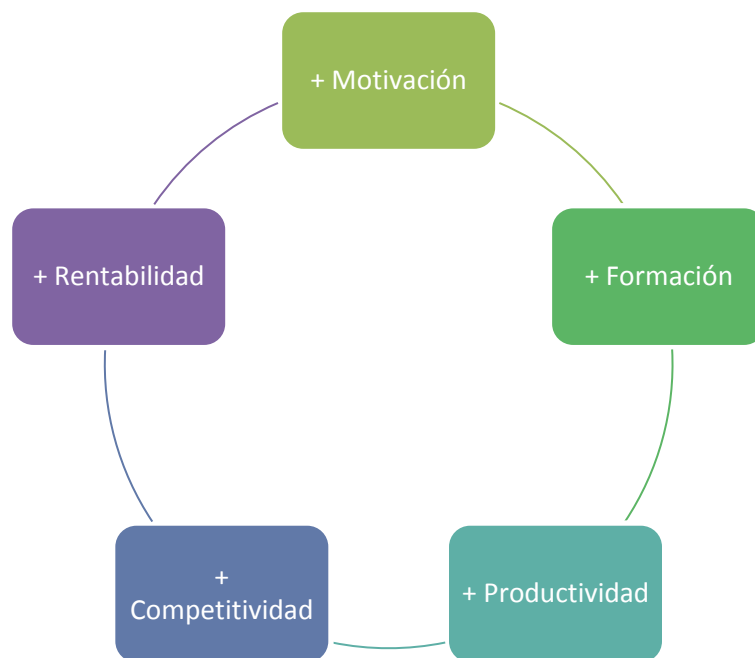 + Motivación
+ Formación
+ Productividad
+
Competitividad
+ Rentabilidad